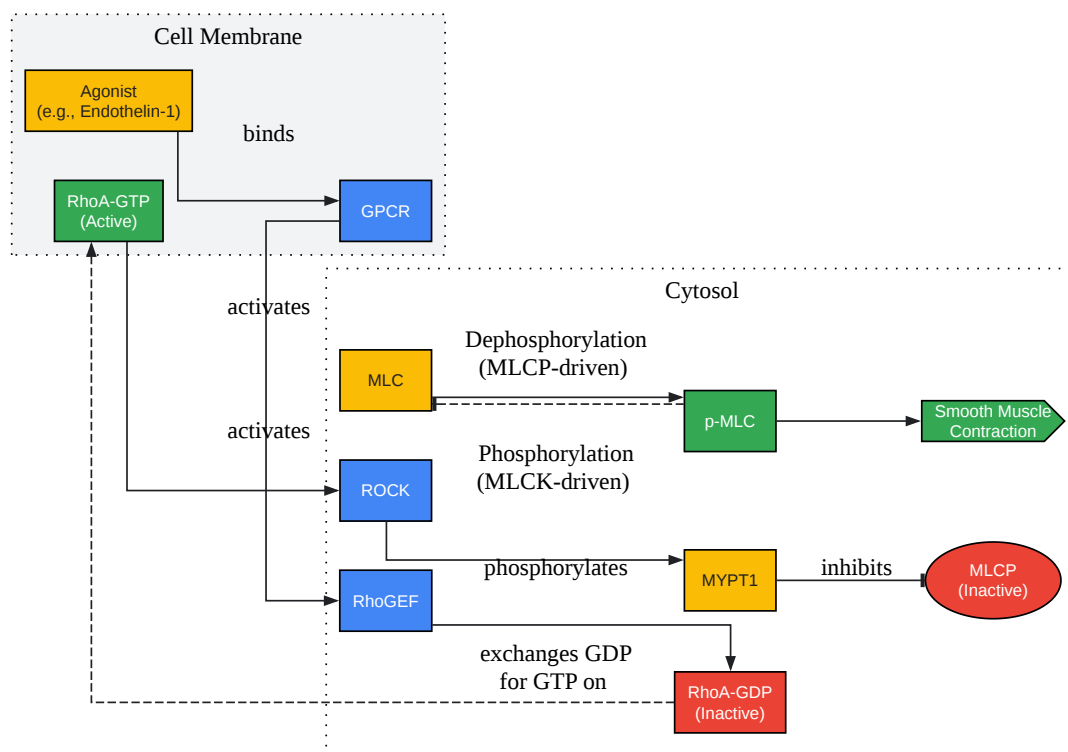 Cell Membrane
Agonist
(e.g., Endothelin-1)
binds
RhoA-GTP
(Active)
GPCR
activates
Cytosol
Dephosphorylation
(MLCP-driven)
MLC
p-MLC
Smooth Muscle
Contraction
activates
Phosphorylation
(MLCK-driven)
ROCK
phosphorylates
MYPT1
inhibits
MLCP
(Inactive)
RhoGEF
exchanges GDP
for GTP on
RhoA-GDP
(Inactive)